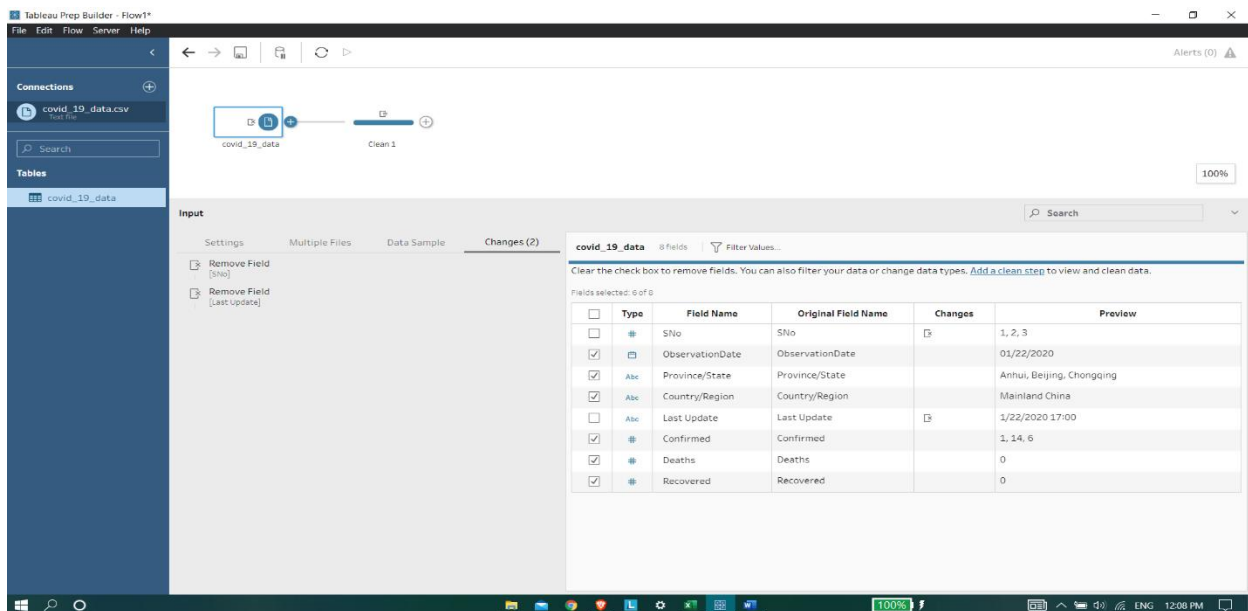 Tableau Prep Builder - Flow1*
File Edit Flow Server Help
Alerts (0)
Connections
covid_19_data.csv
Text file
Search
Tables
covid_19_data
covid_19_data
Clean 1
100%
Input
Search
Settings Multiple Files Data Sample Changes (2)
Remove Field
[SNo]
Remove Field
[Last Update]
covid_19_data 8 fields Filter Values...
Clear the check box to remove fields. You can also filter your data or change data types. Add a clean step to view and clean data.
Fields selected: 6 of 8
Type Field Name Original Field Name Changes Preview
# SNo SNo 1, 2, 3
ObservationDate ObservationDate 01/22/2020
Abc Province/State Province/State Anhui, Beijing, Chongqing
Abc Country/Region Country/Region Mainland China
Abc Last Update Last Update 1/22/2020 17:00
# Confirmed Confirmed 1, 14, 6
# Deaths Deaths 0
# Recovered Recovered 0
100% ENG 12:08 PM